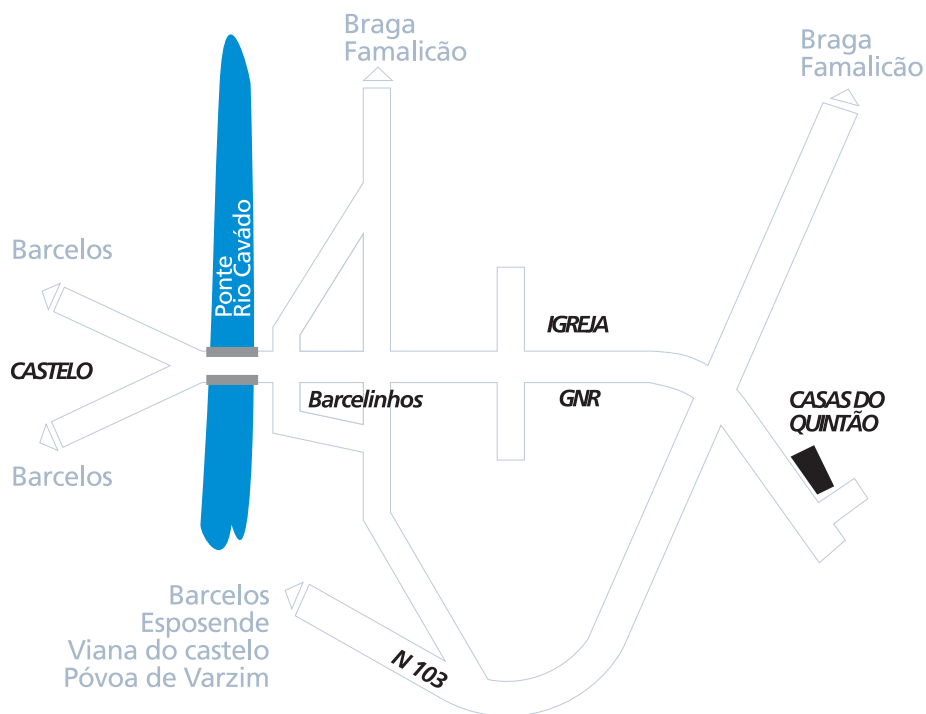 Braga
Famalicão
Braga
Famalicão
Ponte
Rio Cavádo
Barcelos
IGREJA
CASTELO
Barcelinhos
GNR
CASAS DO
QUINTÃO
Barcelos
Barcelos
Esposende
Viana do castelo
Póvoa de Varzim
N 103